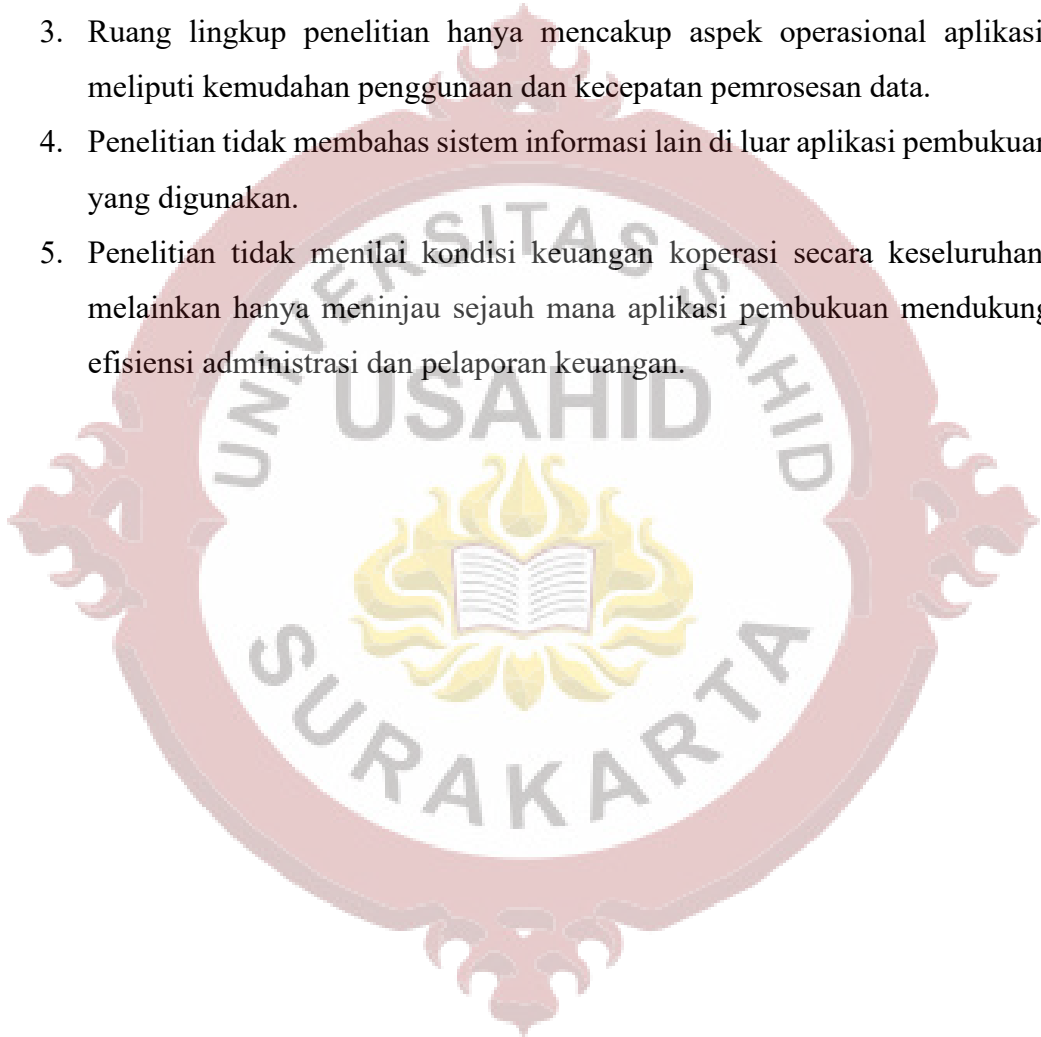 3. Ruang lingkup penelitian hanya mencakup aspek operasional aplikasi
meliputi kemudahan penggunaan dan kecepatan pemrosesan data.
4. Penelitian tidak membahas sistem informasi lain di luar aplikasi pembukuan
yang digunakan.
5. Penelitian tidak menilai kondisi keuangan koperasi secara keseluruhan
melainkan hanya meninjau sejauh mana aplikasi pembukuan mendukung
efisiensi administrasi dan pelaporan keuangan.
UNIVERSITAS SAHID
USAHID
SURAKARTA